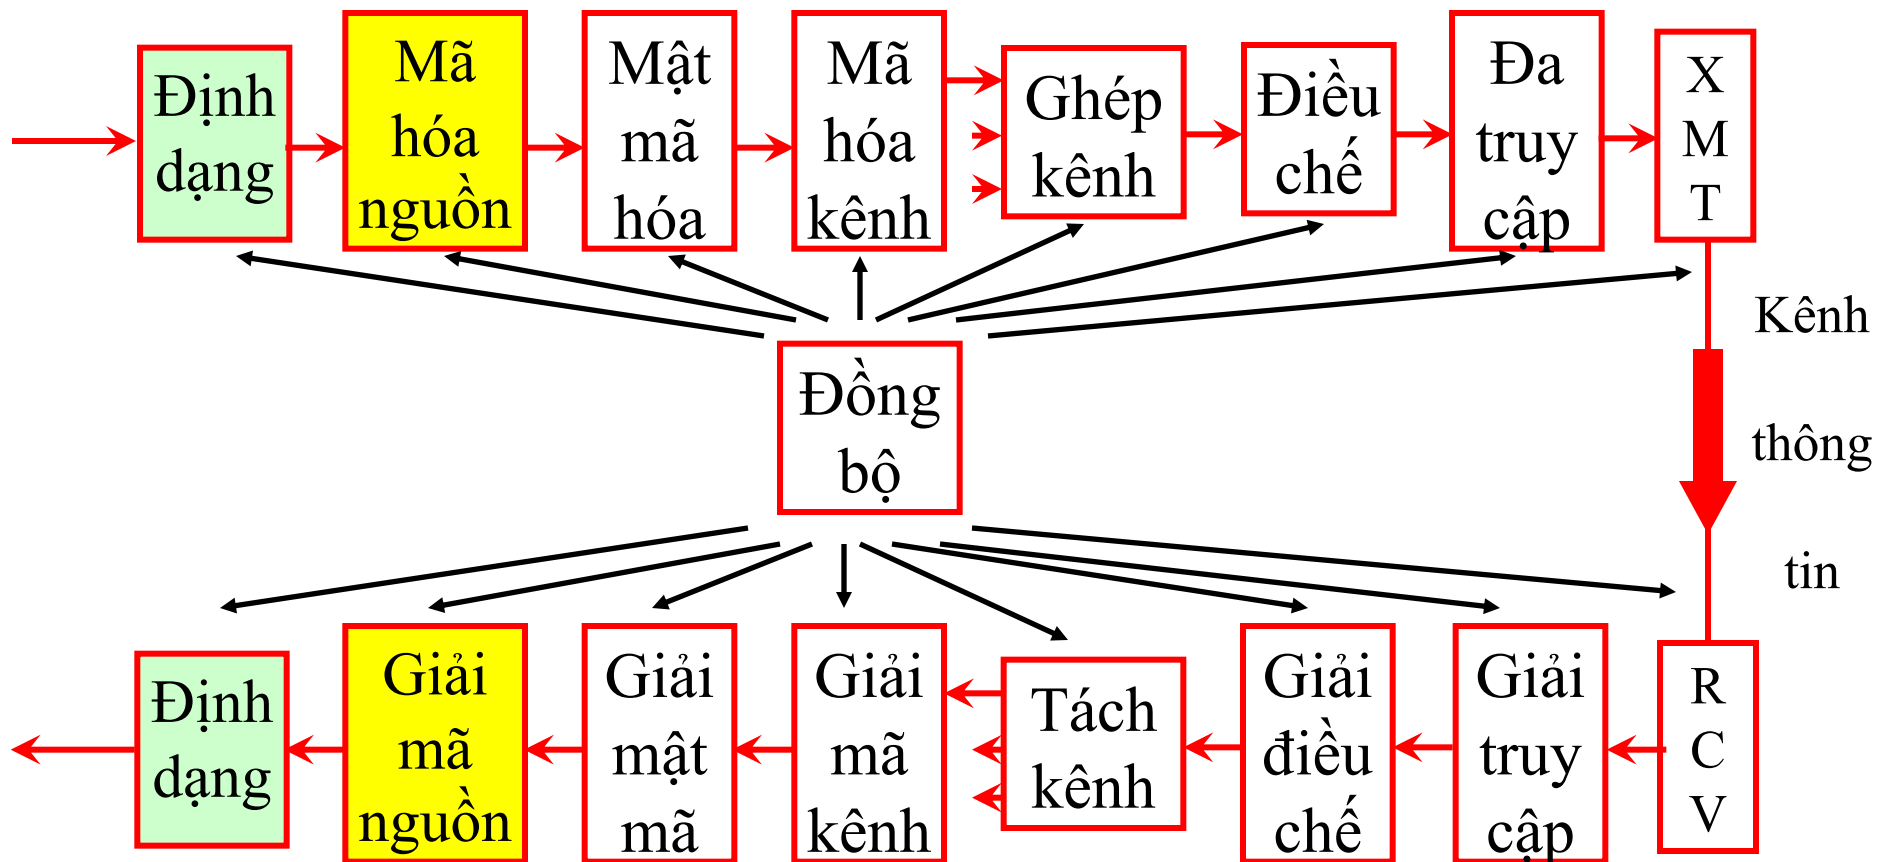 Định
dạng
Mã
hóa
nguồn
Mật
mã
hóa
Mã
hóa
kênh
Ghép
kênh
Điều
chế
Đa
truy
cập
X
M
T
Kênh
thông
tin
Đồng
bộ
Định
dạng
Giải
mã
nguồn
Giải
mật
mã
Giải
mã
kênh
Tách
kênh
Giải
điều
chế
Giải
truy
cập
R
C
V